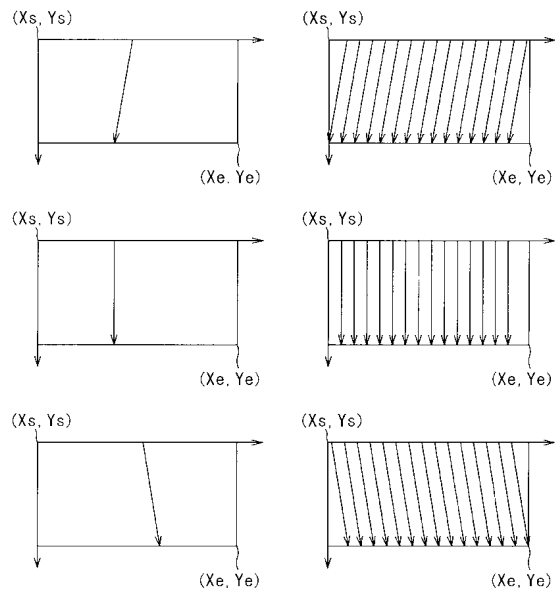 (Xs, Ys) (Xs, Ys)
(Xe. Ye) (Xe, Ye)
(Xs, Ys) (Xs, Ys)
(Xe, Ye) (Xe, Ye)
(Xs, Ys) (Xs, Ys)
(Xe, Ye) (Xe, Ye)